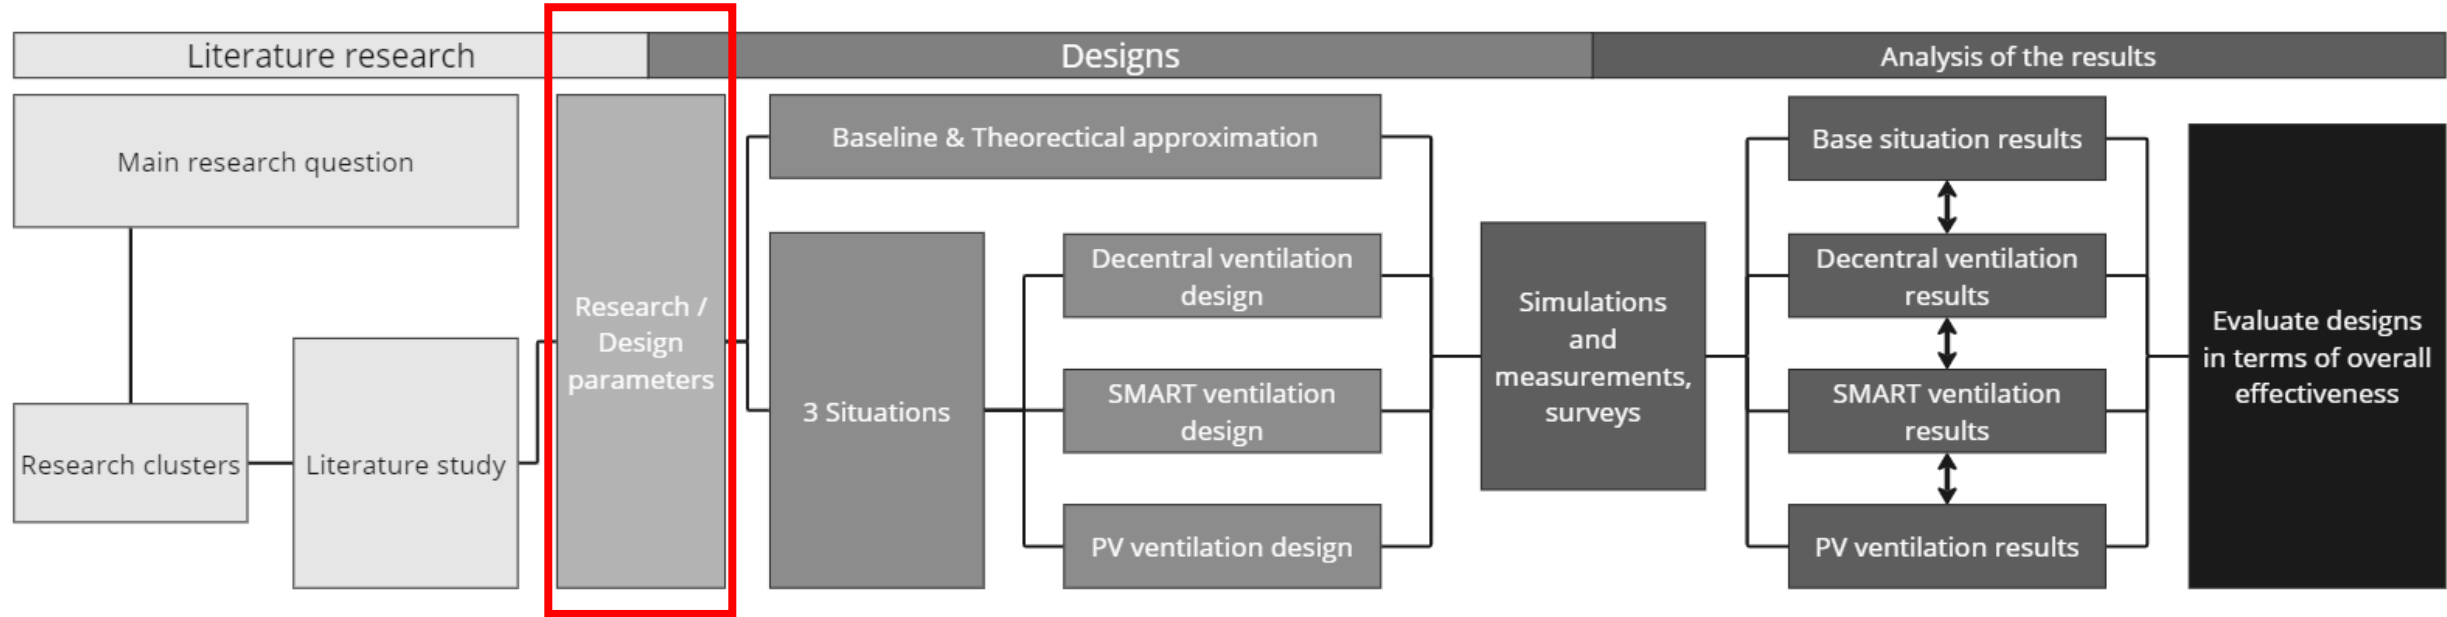 Literature research
Designs
Analysis of the results
Main research question
Research clusters
Literature study
Research /
Design
parameters
Baseline & Theorectical approximation
3 Situations
Decentral ventilation
design
SMART ventilation
design
PV ventilation design
Simulations
and
measurements,
surveys
Base situation results
Decentral ventilation
results
SMART ventilation
results
PV ventilation results
Evaluate designs
in terms of overall
effectiveness